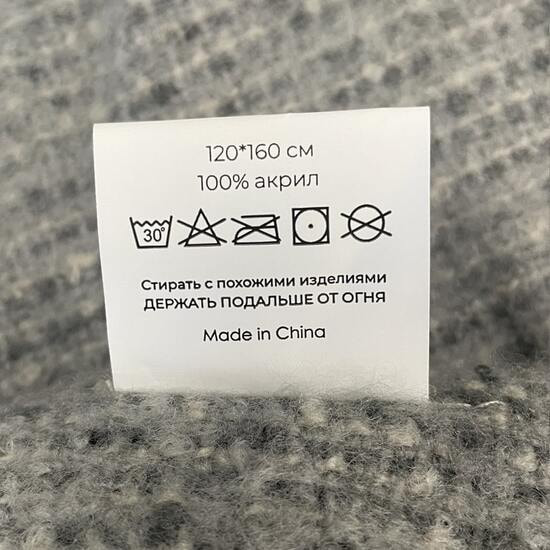 120*160 см
100% акрил
30°
Стирать с похожими изделиями
ДЕРЖАТЬ ПОДАЛЬШЕ ОТ ОГНЯ
Made in China